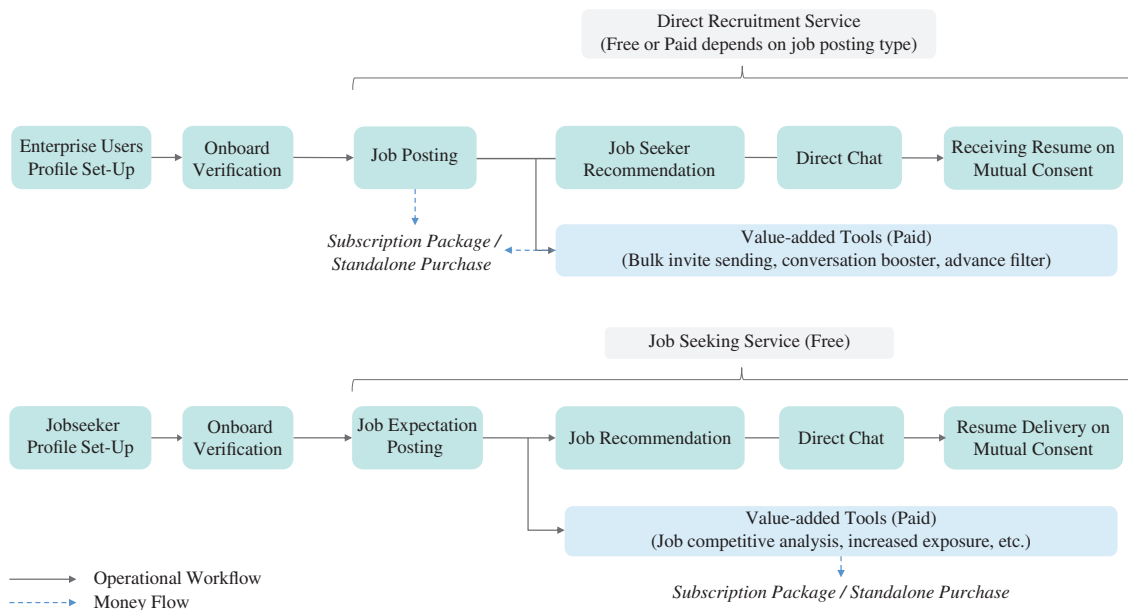 Direct Recruitment Service
(Free or Paid depends on job posting type)
Enterprise Users
Profile Set-Up
Onboard
Verification
Job Posting
Job Seeker
Recommendation
Direct Chat
Receiving Resume on
Mutual Consent
Subscription Package /
Standalone Purchase
Value-added Tools (Paid)
(Bulk invite sending, conversation booster, advance filter)
Job Seeking Service (Free)
Jobseeker
Profile Set-Up
Onboard
Verification
Job Expectation
Posting
Job Recommendation
Direct Chat
Resume Delivery on
Mutual Consent
Value-added Tools (Paid)
(Job competitive analysis, increased exposure, etc.)
Subscription Package / Standalone Purchase
Operational Workflow
Money Flow